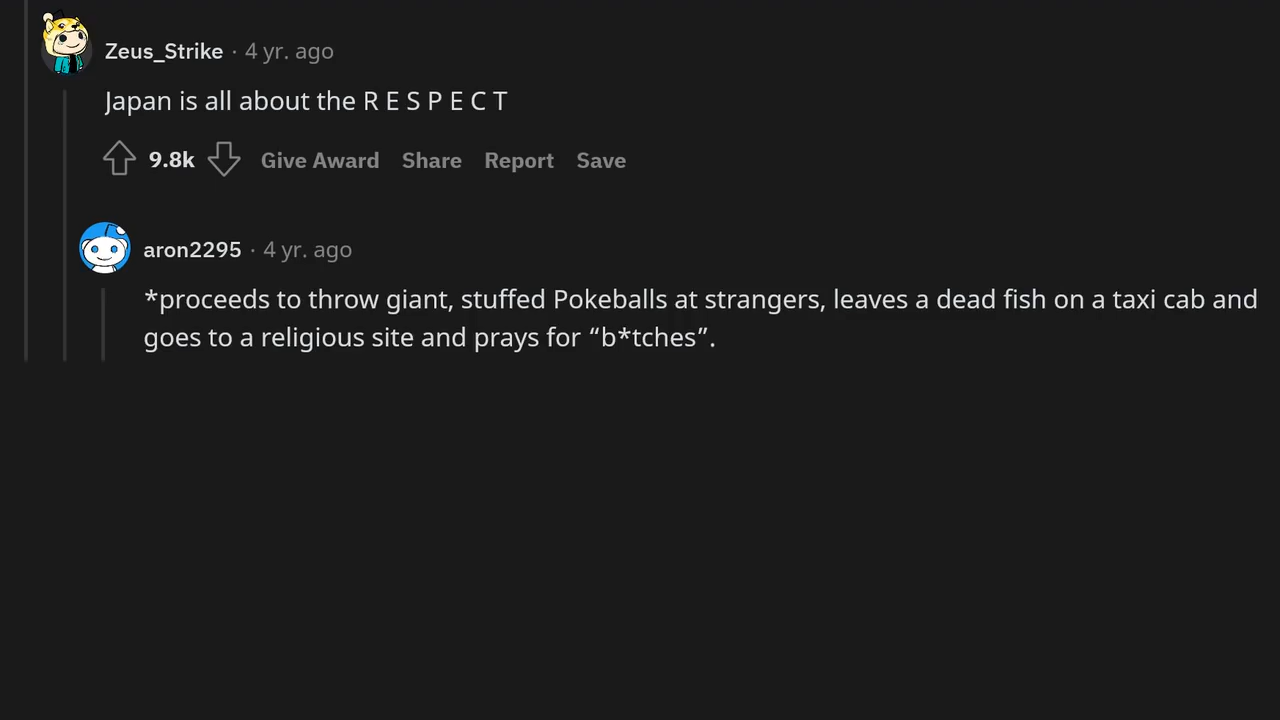 Zeus_Strike · 4 yr. ago
Japan is all about the R E S P E C T
9.8k Give Award Share Report Save
aron2295 · 4 yr. ago
*proceeds to throw giant, stuffed Pokeballs at strangers, leaves a dead fish on a taxi cab and
goes to a religious site and prays for “b*tches”.